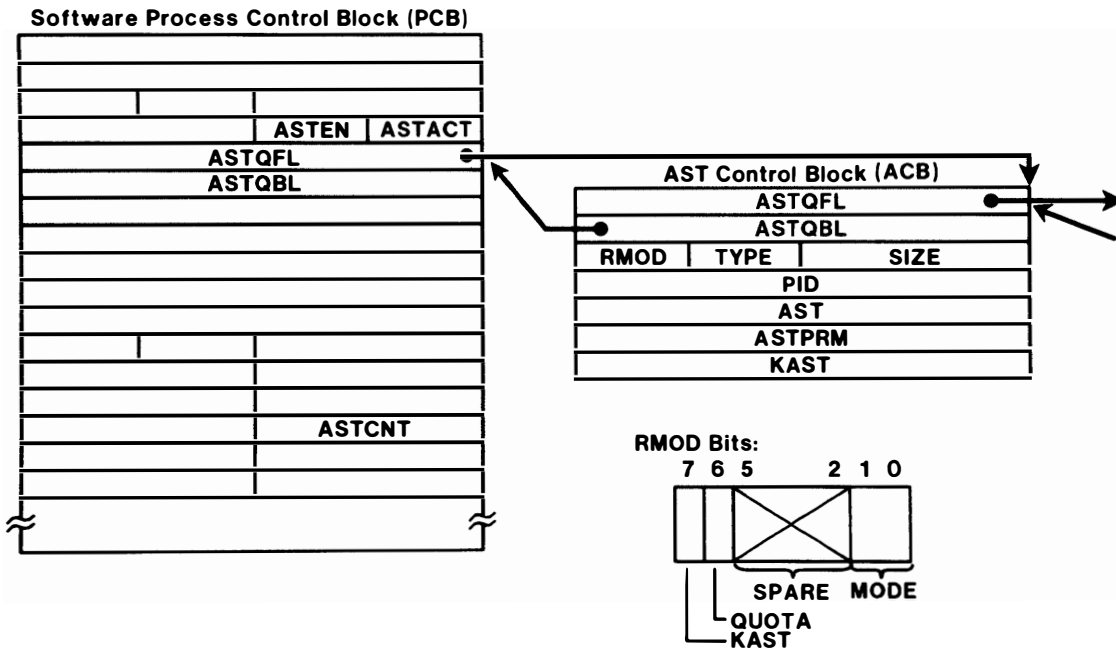 Software Process Control Block (PCB)
ASTEN ASTACT
ASTQFL
ASTQBL
ASTCNT
AST Control Block (ACB)
ASTQFL
ASTQBL
RMOD TYPE SIZE
PID
AST
ASTPRM
KAST
RMOD Bits:
7 6 5 2 1 0
SPARE MODE
QUOTA
KAST